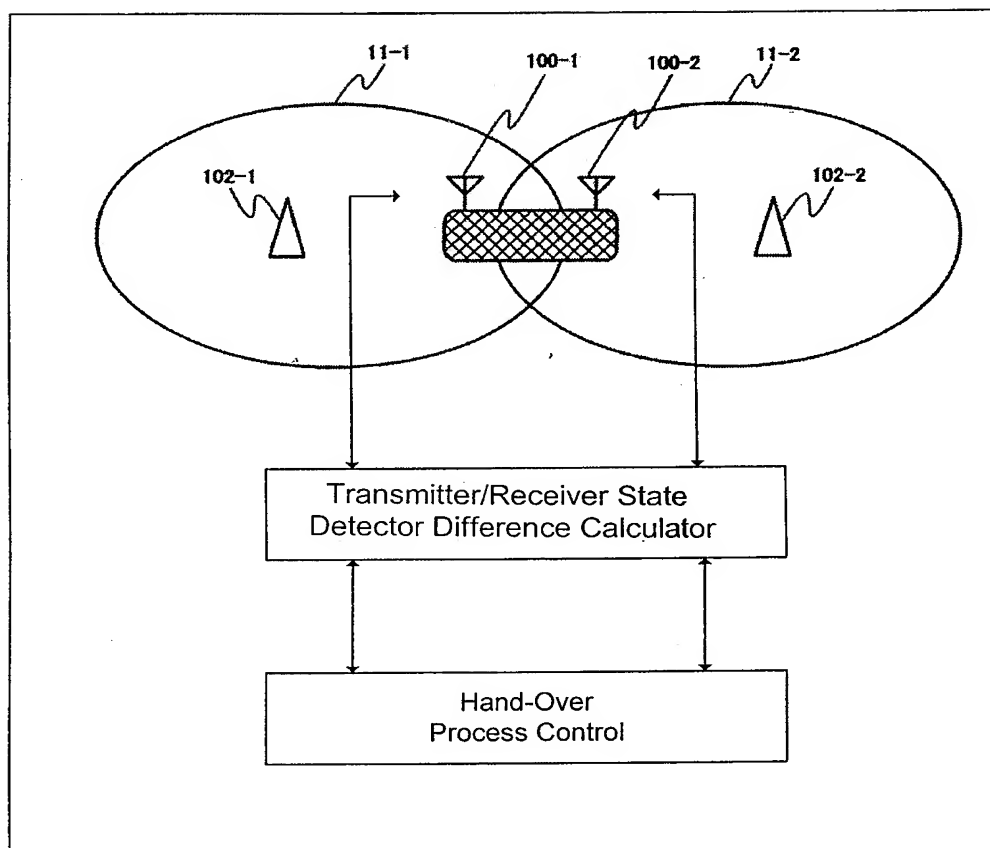 11-1
100-1
100-2
11-2
102-1
102-2
Transmitter/Receiver State
Detector Difference Calculator
Hand-Over
Process Control